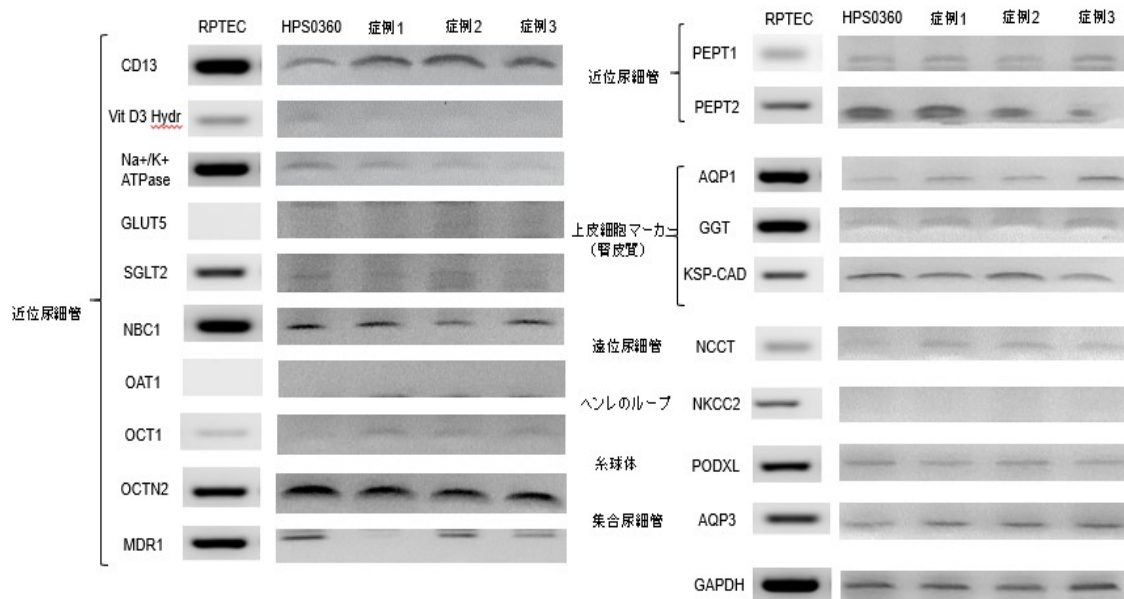 RPTEC HPS0360 症例1 症例2 症例3
CD13
Vit D3 Hydr
Na+/K+
ATPase
GLUT5
SGLT2
近位尿細管
NBC1
OAT1
OCT1
OCTN2
MDR1
RPTEC HPS0360 症例1 症例2 症例3
PEPT1
近位尿細管
PEPT2
AQP1
上皮細胞マーカー
(腎皮質)
GGT
KSP-CAD
遠位尿細管 NCCT
ヘンレのループ NKCC2
糸球体 PODXL
集合尿細管 AQP3
GAPDH